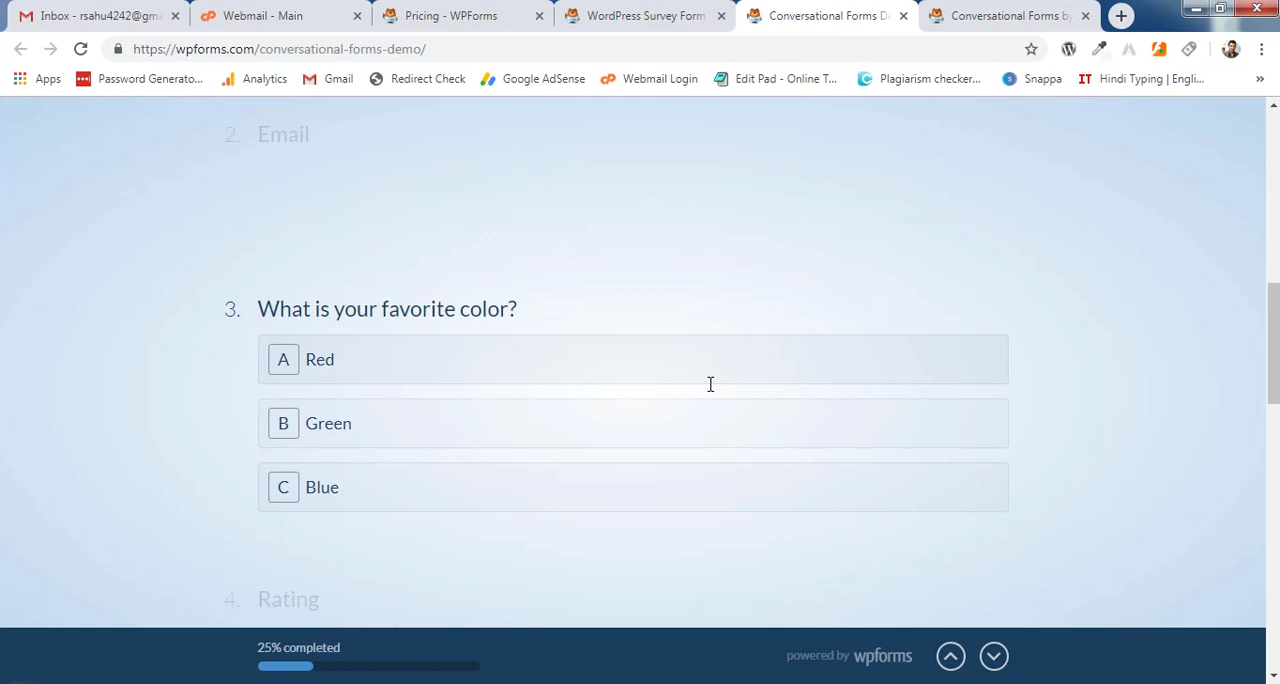 Inbox - rsahu4242@gma
Webmail - Main
Pricing - WPForms
WordPress Survey Form
Conversational Forms De
Conversational Forms by
https://wpforms.com/conversational-forms-demo/
Apps
Password Generato...
Analytics
Gmail
Redirect Check
Google AdSense
Webmail Login
Edit Pad - Online T...
Plagiarism checker...
Snappa
IT Hindi Typing | Engli...
2. Email
3. What is your favorite color?
A Red
B Green
C Blue
4. Rating
25% completed
powered by wpforms